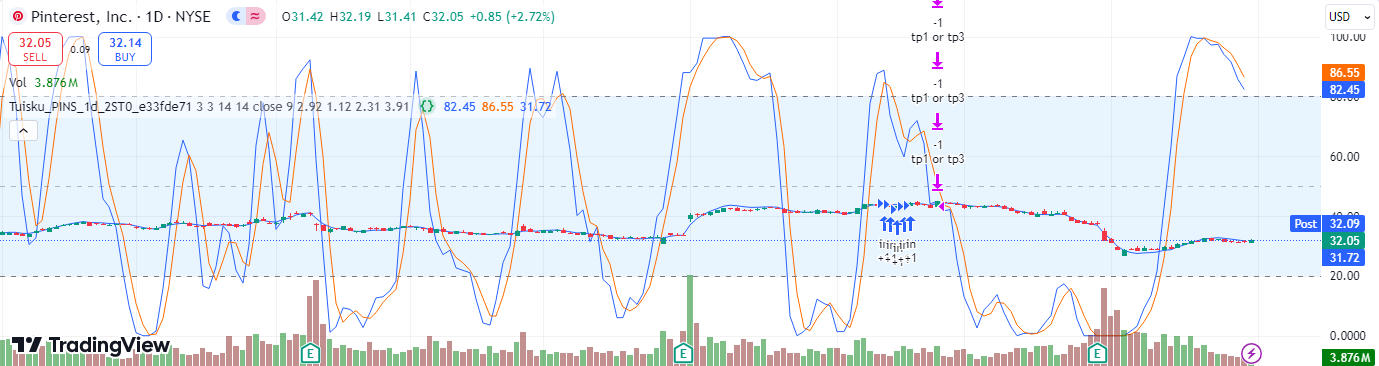 Pinterest, Inc. · 1D · NYSE O31.42 H32.19 L31.41 C32.05 +0.85 (+2.72%)
USD
32.05
SELL
0.09
32.14
BUY
Vol 3.876M
Tuisku_PINS_1d_2ST0_e33fde71 3 3 14 14 close 9 2.92 1.12 2.31 3.91 {} 82.45 86.55 31.72
-1
tp1 or tp3
-1
tp1 or tp3
-1
tp1 or tp3
100.00
86.55
82.45
80.00
60.00
40.00
Post 32.09
32.05
31.72
20.00
0.0000
3.876M
E
E
E
TradingView